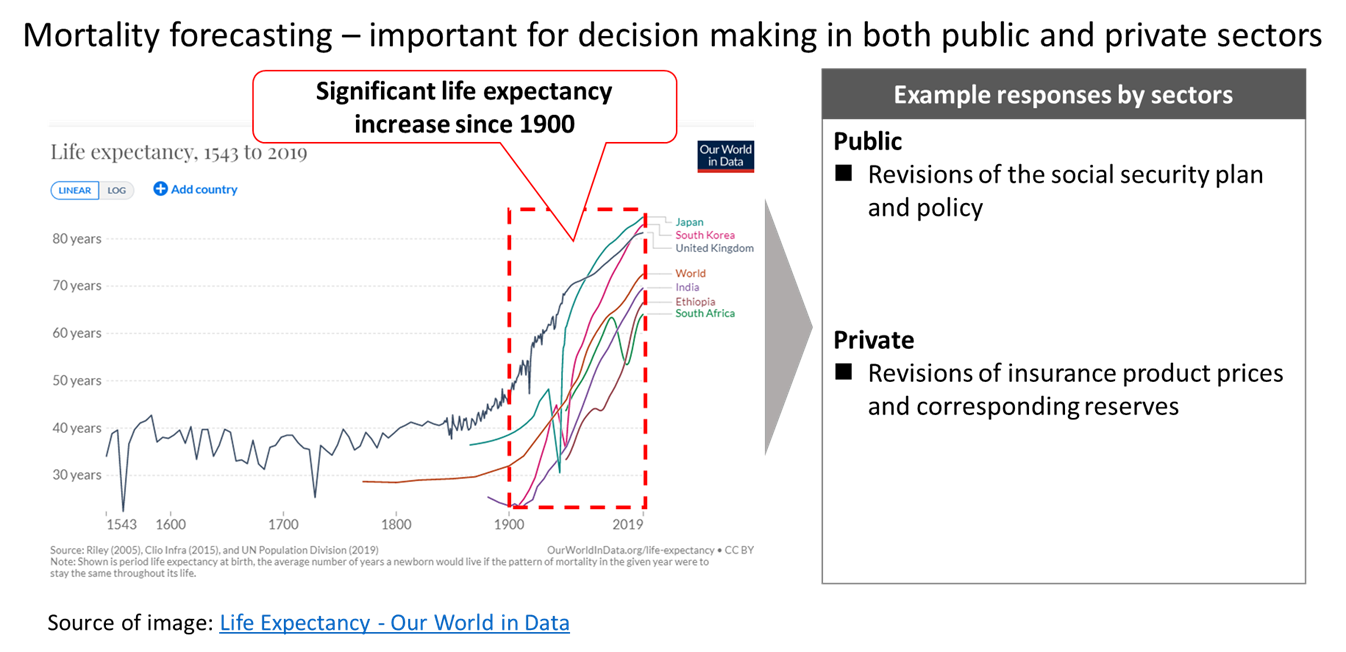 Mortality forecasting – important for decision making in both public and private sectors
Significant life expectancy
increase since 1900
Life expectancy, 1543 to 2019
Our World
in Data
LINEAR
LOG
Add country
80 years
70 years
60 years
50 years
40 years
30 years
Japan
South Korea
United Kingdom
World
India
Ethiopia
South Africa
1543
1600
1700
1800
1900
2019
Source: Riley (2005), Clio Infra (2015), and UN Population Division (2019)
OurWorldInData.org/life-expectancy • CC BY
Note: Shown is period life expectancy at birth, the average number of years a newborn would live if the pattern of mortality in the given year were to
stay the same throughout its life.
Source of image: Life Expectancy - Our World in Data
Example responses by sectors
Public
■ Revisions of the social security plan
and policy
Private
■ Revisions of insurance product prices
and corresponding reserves